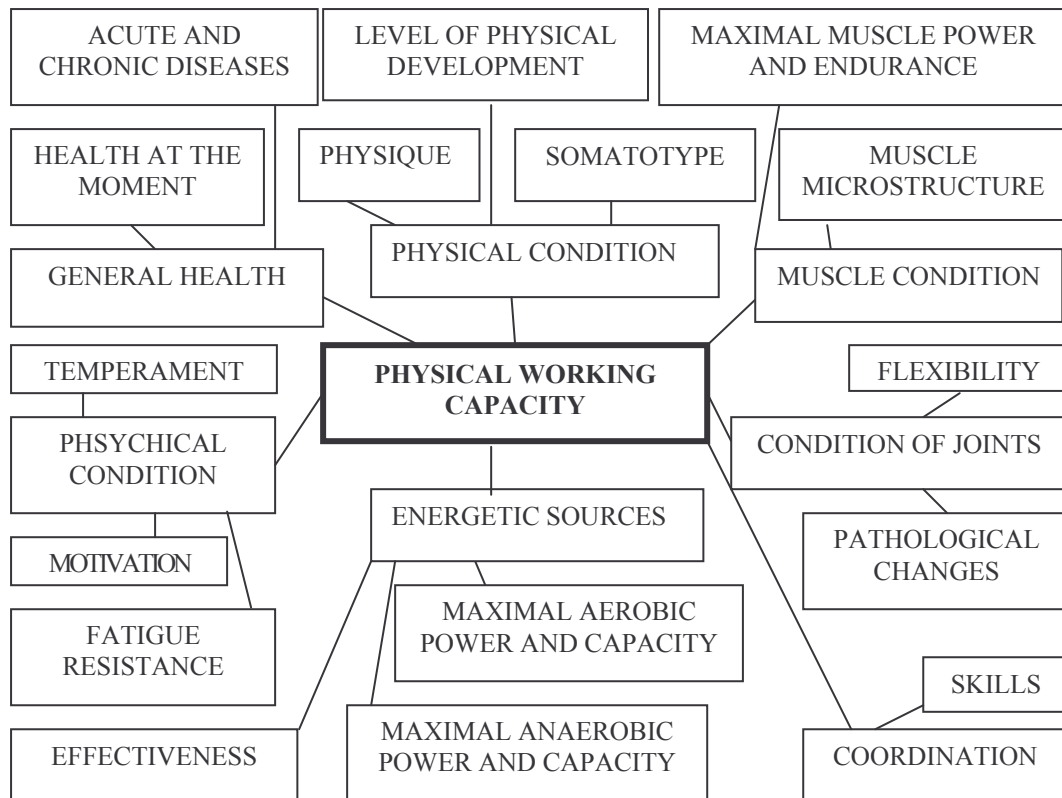 ACUTE AND
CHRONIC DISEASES
LEVEL OF PHYSICAL
DEVELOPMENT
MAXIMAL MUSCLE POWER
AND ENDURANCE
HEALTH AT THE
MOMENT
PHYSIQUE
SOMATOTYPE
MUSCLE
MICROSTRUCTURE
GENERAL HEALTH
PHYSICAL CONDITION
MUSCLE CONDITION
TEMPERAMENT
PHYSICAL WORKING
CAPACITY
FLEXIBILITY
PHSYCHICAL
CONDITION
CONDITION OF JOINTS
ENERGETIC SOURCES
MOTIVATION
PATHOLOGICAL
CHANGES
FATIGUE
RESISTANCE
MAXIMAL AEROBIC
POWER AND CAPACITY
SKILLS
EFFECTIVENESS
MAXIMAL ANAEROBIC
POWER AND CAPACITY
COORDINATION